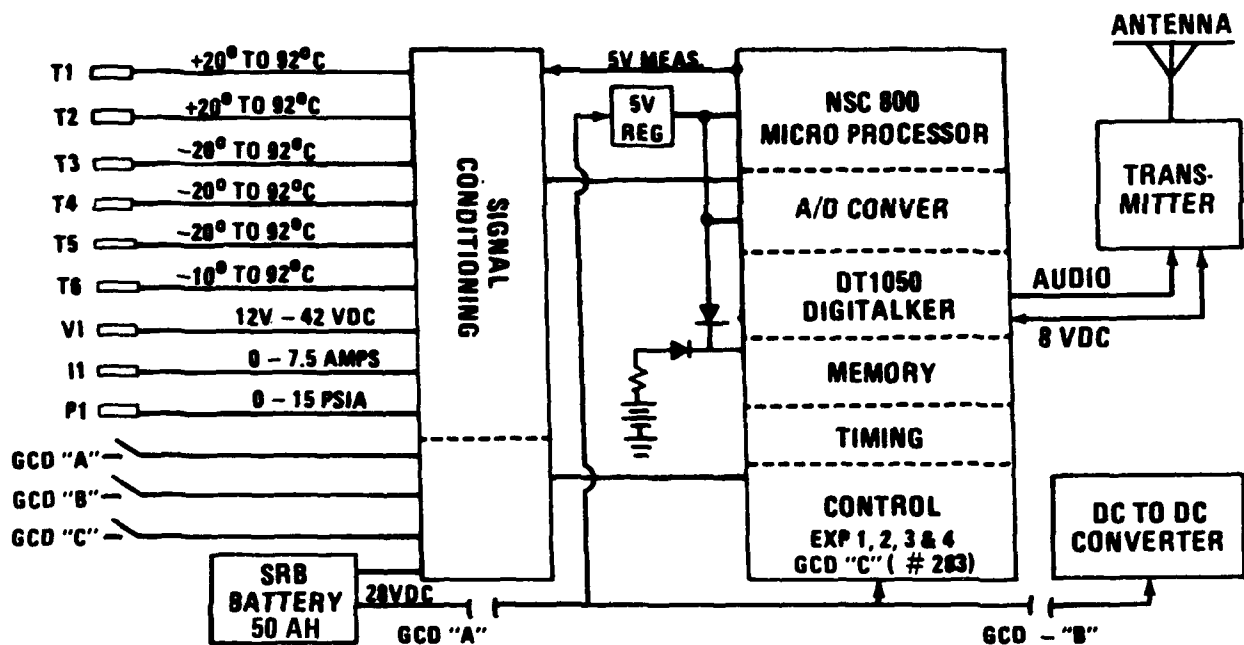 T1 +20° TO 92°C
T2 +20° TO 92°C
T3 -20° TO 92°C
T4 -20° TO 92°C
T5 -20° TO 92°C
T6 -10° TO 92°C
V1 12V - 42 VDC
I1 0 - 7.5 AMPS
P1 0 - 15 PSIA
GCD "A"
GCD "B"
GCD "C"
SRB
BATTERY
50 AH
28VDC
GCD "A"
SIGNAL
CONDITIONING
5V MEAS.
5V
REG
NSC 800
MICRO PROCESSOR
A/D CONVER
DT1050
DIGITALKER
MEMORY
TIMING
CONTROL
EXP 1, 2, 3 & 4
GCD "C" ( # 283)
ANTENNA
TRANS-
MITTER
AUDIO
8 VDC
DC TO DC
CONVERTER
GCD - "B"